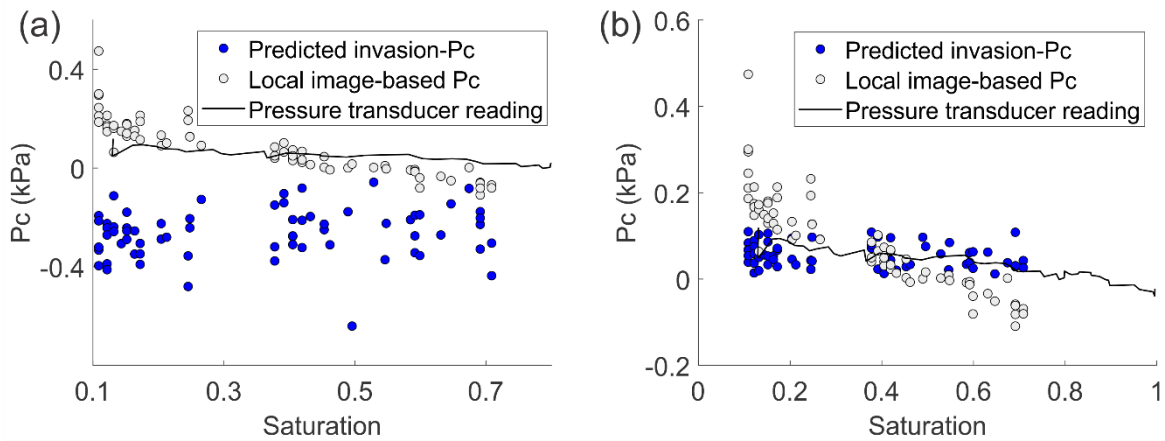 (a)
Predicted invasion-Pc
Local image-based Pc
Pressure transducer reading
0.4
0
-0.4
Pc (kPa)
0.1 0.3 0.5 0.7
Saturation
(b)
Predicted invasion-Pc
Local image-based Pc
Pressure transducer reading
0.6
0.4
0.2
0
-0.2
Pc (kPa)
0 0.2 0.4 0.6 0.8 1
Saturation